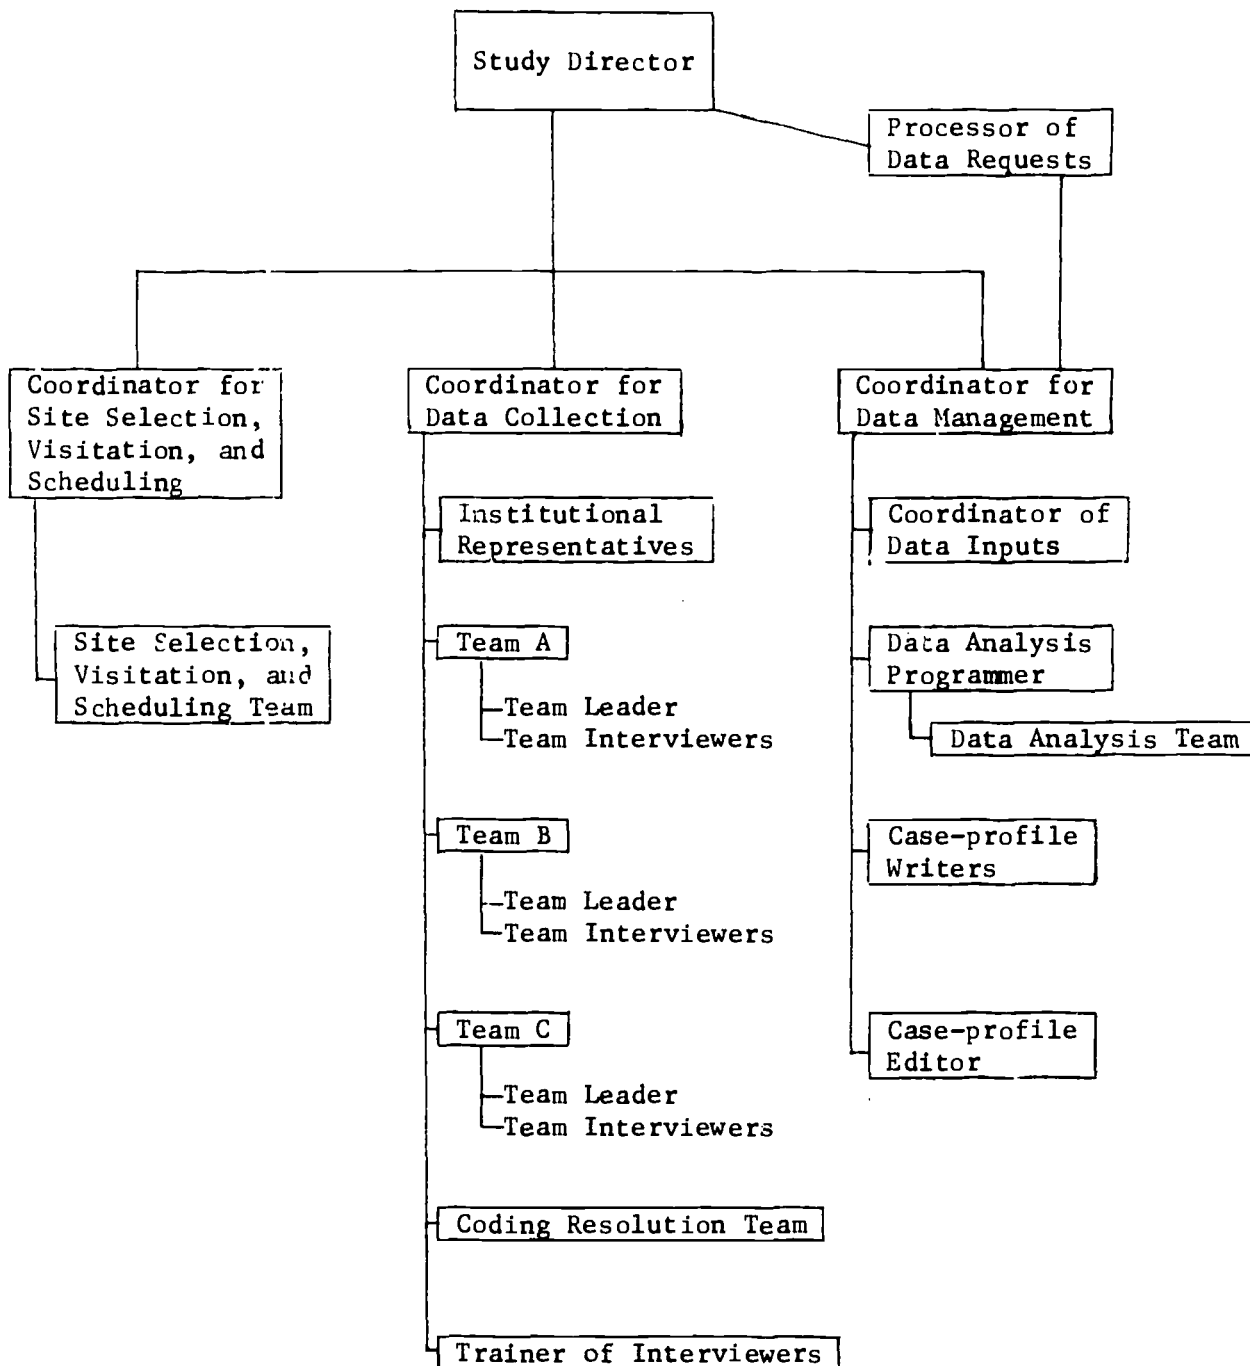 Study Director
Processor of
Data Requests
Coordinator for
Site Selection,
Visitation, and
Scheduling
Site Selection,
Visitation, and
Scheduling Team
Coordinator for
Data Collection
Institutional
Representatives
Team A
Team Leader
Team Interviewers
Team B
Team Leader
Team Interviewers
Team C
Team Leader
Team Interviewers
Coding Resolution Team
Trainer of Interviewers
Coordinator for
Data Management
Coordinator of
Data Inputs
Data Analysis
Programmer
Data Analysis Team
Case-profile
Writers
Case-profile
Editor